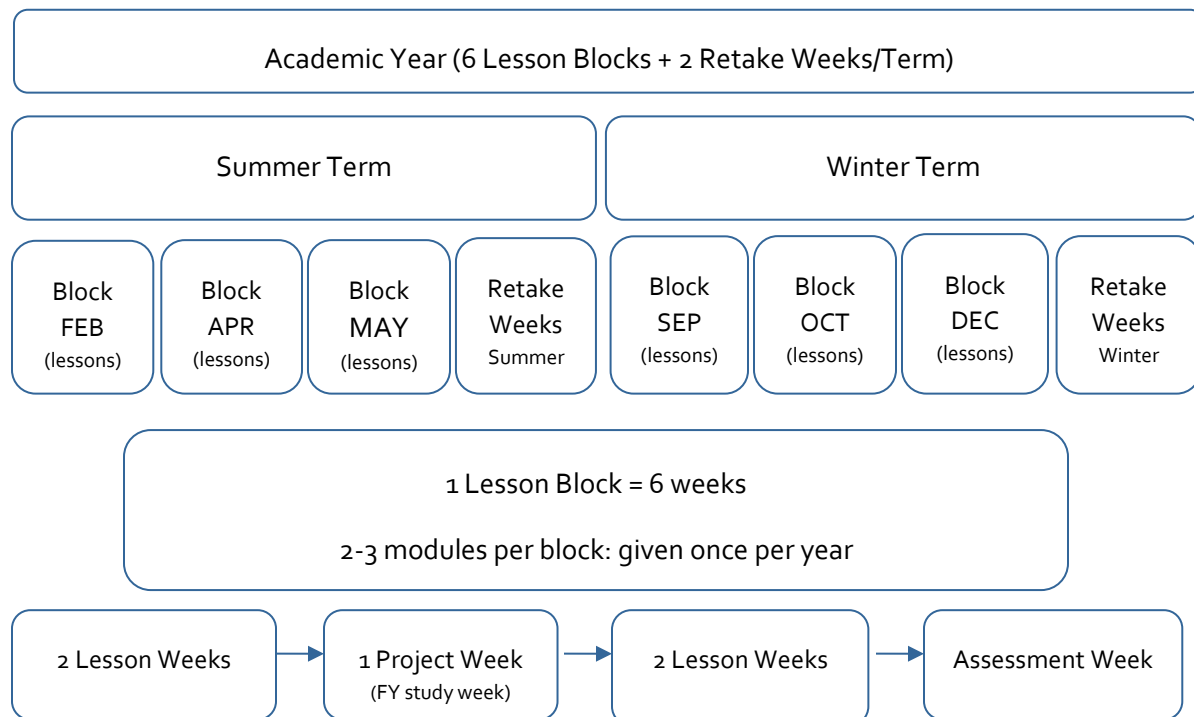 Academic Year (6 Lesson Blocks + 2 Retake Weeks/Term)
Summer Term
Winter Term
Block
FEB
(lessons)
Block
APR
(lessons)
Block
MAY
(lessons)
Retake
Weeks
Summer
Block
SEP
(lessons)
Block
OCT
(lessons)
Block
DEC
(lessons)
Retake
Weeks
Winter
1 Lesson Block = 6 weeks
2-3 modules per block: given once per year
2 Lesson Weeks
1 Project Week
(FY study week)
2 Lesson Weeks
Assessment Week